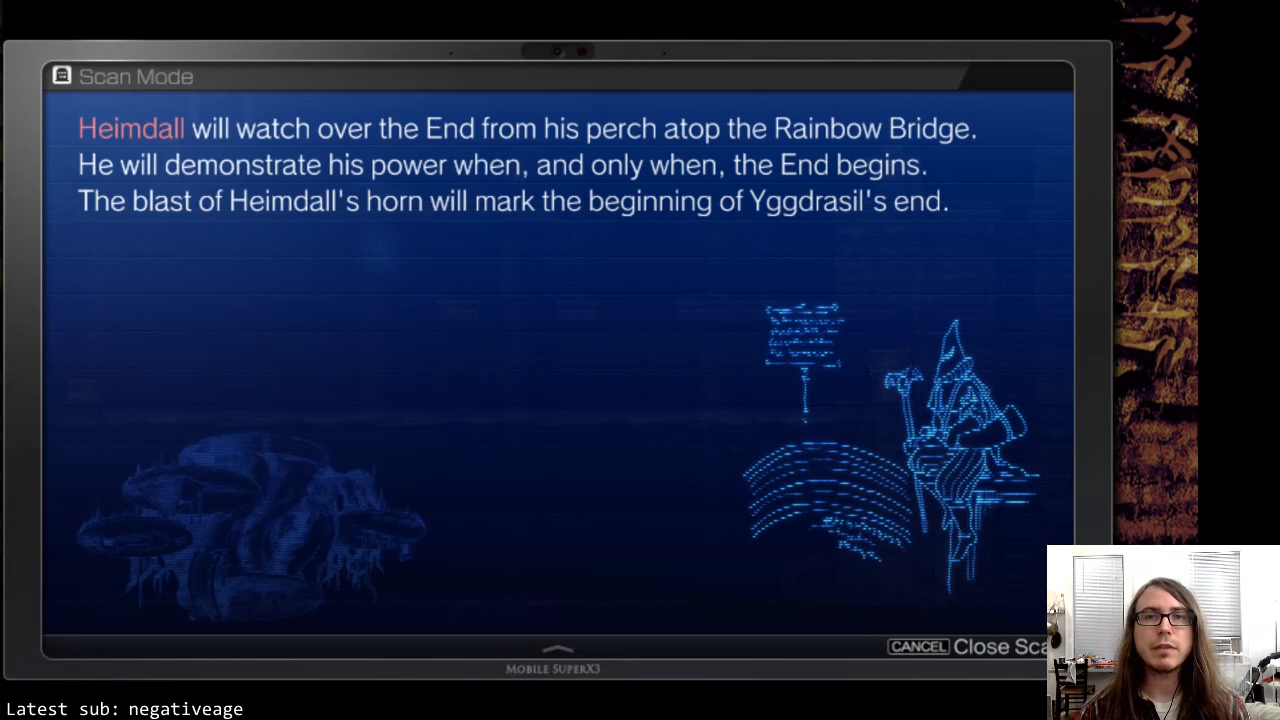 Scan Mode
Heimdall will watch over the End from his perch atop the Rainbow Bridge.
He will demonstrate his power when, and only when, the End begins.
The blast of Heimdall's horn will mark the beginning of Yggdrasil's end.
CANCEL Close Sca
MOBILE SUPERX3
Latest sub: negativeage